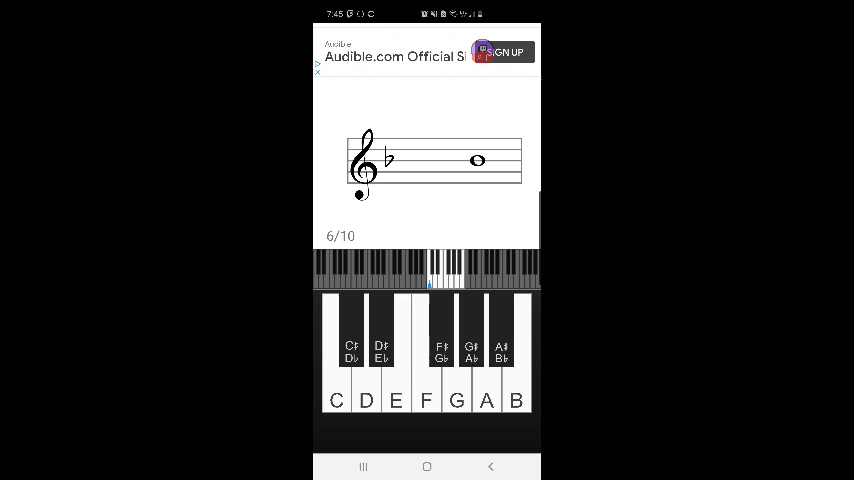 7:45
Audible
Audible.com Official Si
SIGN UP
6/10
C♯ D♯ F♯ G♯ A♯
D♭ E♭ G♭ A♭ B♭
C D E F G A B